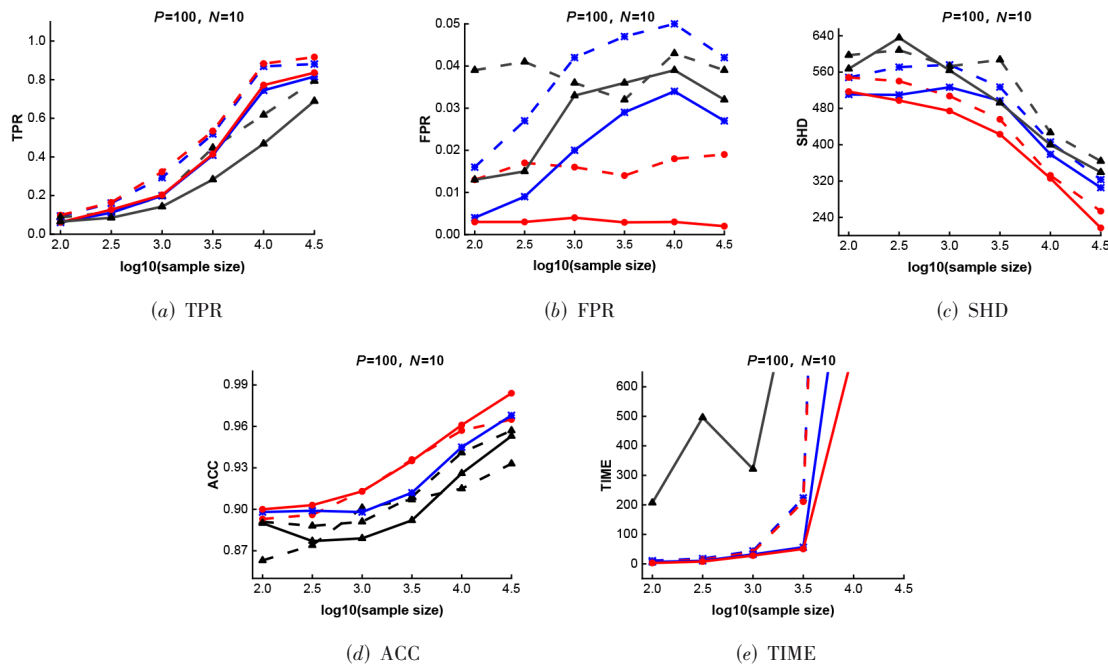 P=100, N=10
1.0
0.8
0.6
0.4
0.2
0.0
TPR
2.0 2.5 3.0 3.5 4.0 4.5
log10(sample size)
(a) TPR
P=100, N=10
0.05
0.04
0.03
0.02
0.01
0.00
FPR
2.0 2.5 3.0 3.5 4.0 4.5
log10(sample size)
(b) FPR
P=100, N=10
640
560
480
400
320
240
SHD
2.0 2.5 3.0 3.5 4.0 4.5
log10(sample size)
(c) SHD
P=100, N=10
0.99
0.96
0.93
0.90
0.87
ACC
2.0 2.5 3.0 3.5 4.0 4.5
log10(sample size)
(d) ACC
P=100, N=10
600
500
400
300
200
100
0
TIME
2.0 2.5 3.0 3.5 4.0 4.5
log10(sample size)
(e) TIME